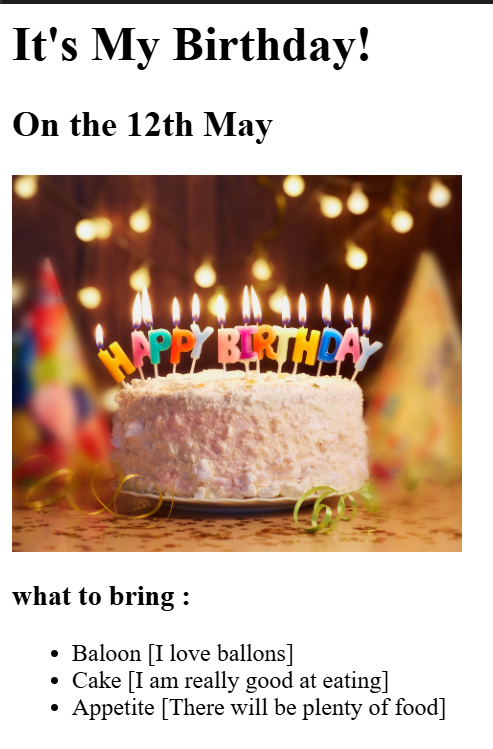 It's My Birthday!
On the 12th May
HAPPY BIRTHDAY
what to bring :
Baloon [I love ballons]
Cake [I am really good at eating]
Appetite [There will be plenty of food]